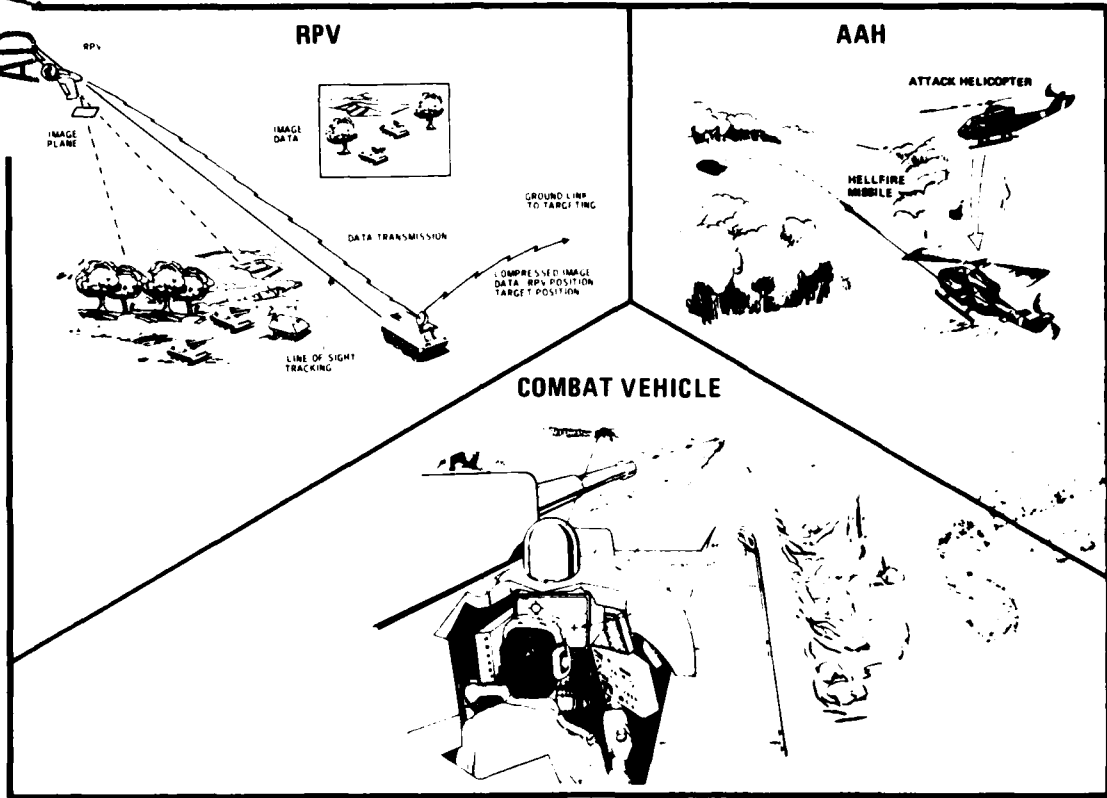 RPV
RPV
IMAGE
PLANE
IMAGE
DATA
GROUND LINK
TO TARGETING
DATA TRANSMISSION
COMPRESSED IMAGE
DATA RPV POSITION
TARGET POSITION
LINE OF SIGHT
TRACKING
AAH
ATTACK HELICOPTER
HELLFIRE
MISSILE
COMBAT VEHICLE